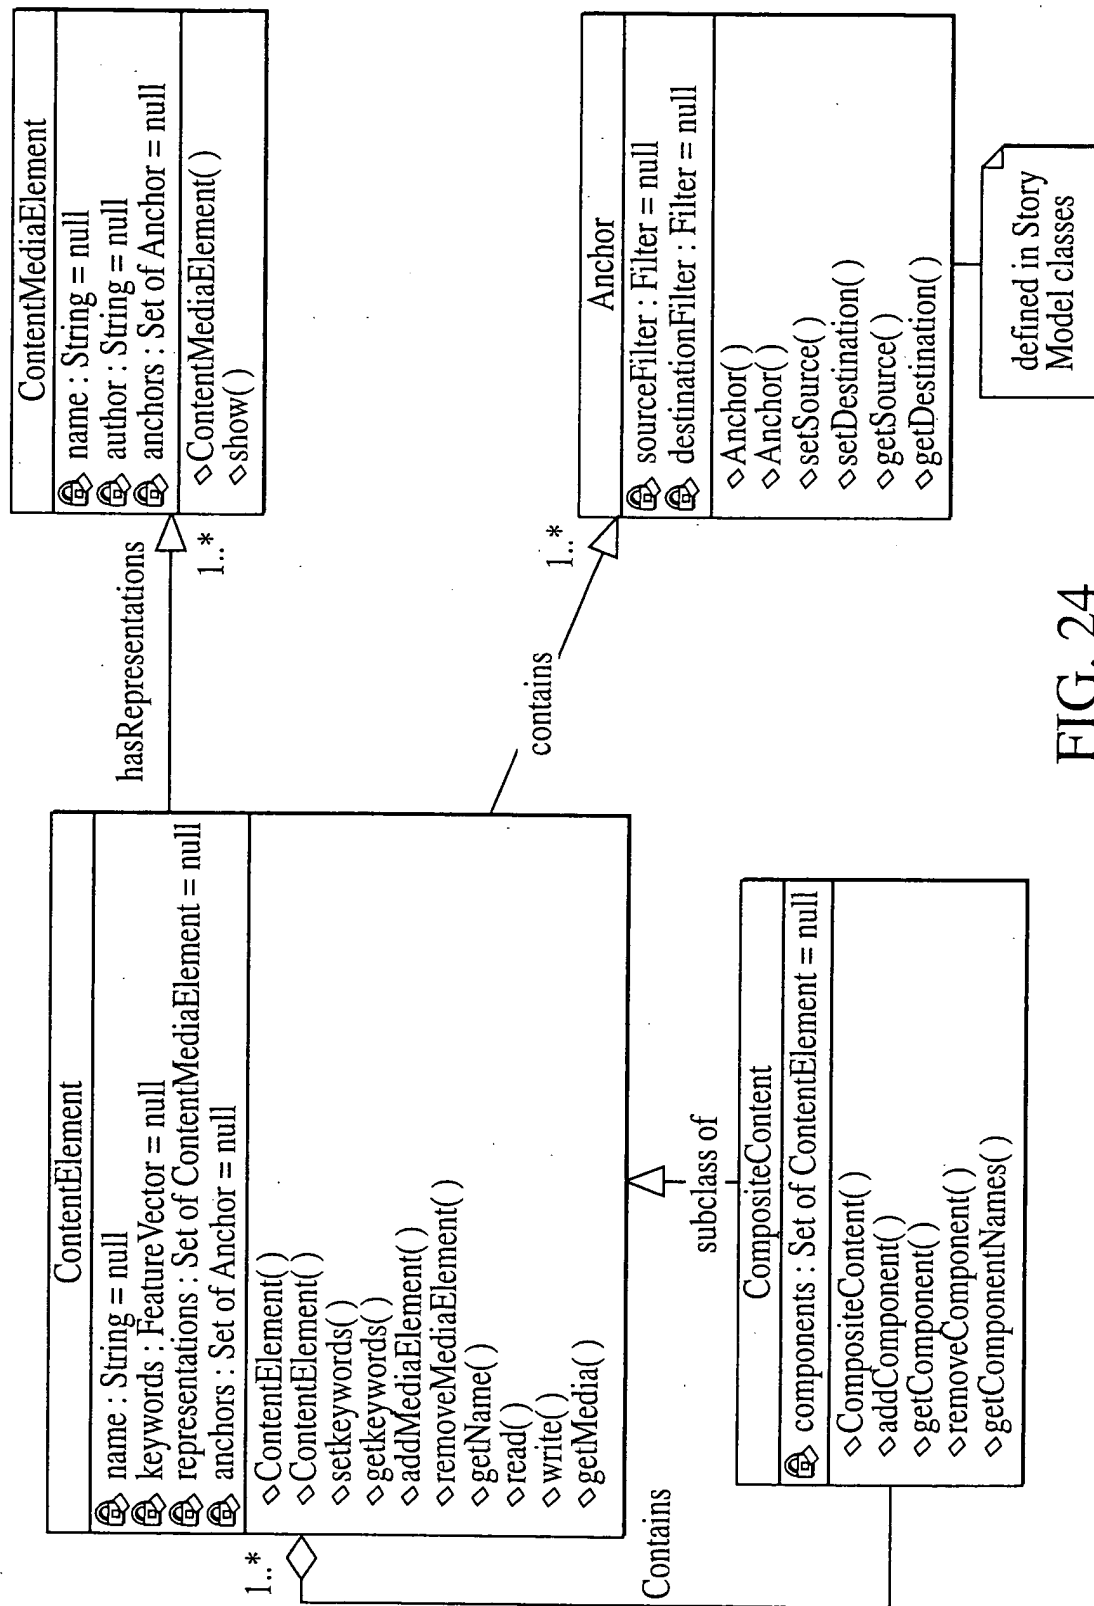 ContentElement
name : String = null
keywords : FeatureVector = null
representations : Set of ContentMediaElement = null
anchors : Set of Anchor = null
ContentElement()
ContentElement()
setkeywords()
getkeywords()
addMediaElement()
removeMediaElement()
getName()
read()
write()
getMedia()
hasRepresentations
1..*
ContentMediaElement
name : String = null
author : String = null
anchors : Set of Anchor = null
ContentMediaElement()
show()
contains
1..*
Anchor
sourceFilter : Filter = null
destinationFilter : Filter = null
Anchor()
Anchor()
setSource()
setDestination()
getSource()
getDestination()
defined in Story
Model classes
1..*
Contains
subclass of
CompositeContent
components : Set of ContentElement = null
CompositeContent()
addComponent()
getComponent()
removeComponent()
getComponentNames()
FIG. 24